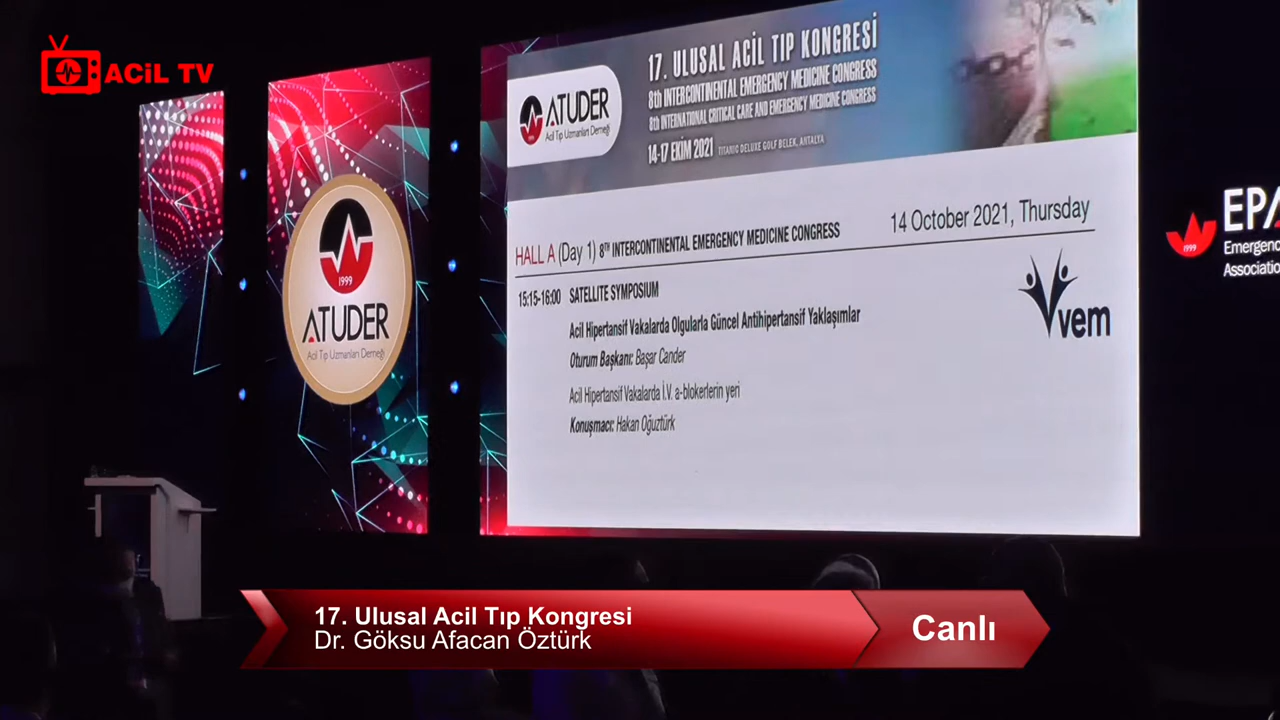 ACiL TV
17. ULUSAL ACİL TIP KONGRESİ
8th INTERCONTINENTAL EMERGENCY MEDICINE CONGRESS
8th INTERNATIONAL CRITICAL CARE AND EMERGENCY MEDICINE CONGRESS
14-17 EKİM 2021 TITANIC DELUXE GOLF BELEK, ANTALYA
1999
ATUDER
Acil Tıp Uzmanları Derneği
1999
ATUDER
Acil Tıp Uzmanları Derneği
HALL A (Day 1) 8TH INTERCONTINENTAL EMERGENCY MEDICINE CONGRESS
14 October 2021, Thursday
15:15-16:00 SATELLITE SYMPOSIUM
Acil Hipertansif Vakalarda Olgularla Güncel Antihipertansif Yaklaşımlar
Oturum Başkanı: Başar Cander
Acil Hipertansif Vakalarda İ.V. a-blokerlerin yeri
Konuşmacı: Hakan Oğuztürk
vem
1999
EPA
Emergenc
Associatio
17. Ulusal Acil Tıp Kongresi
Dr. Göksu Afacan Öztürk
Canlı